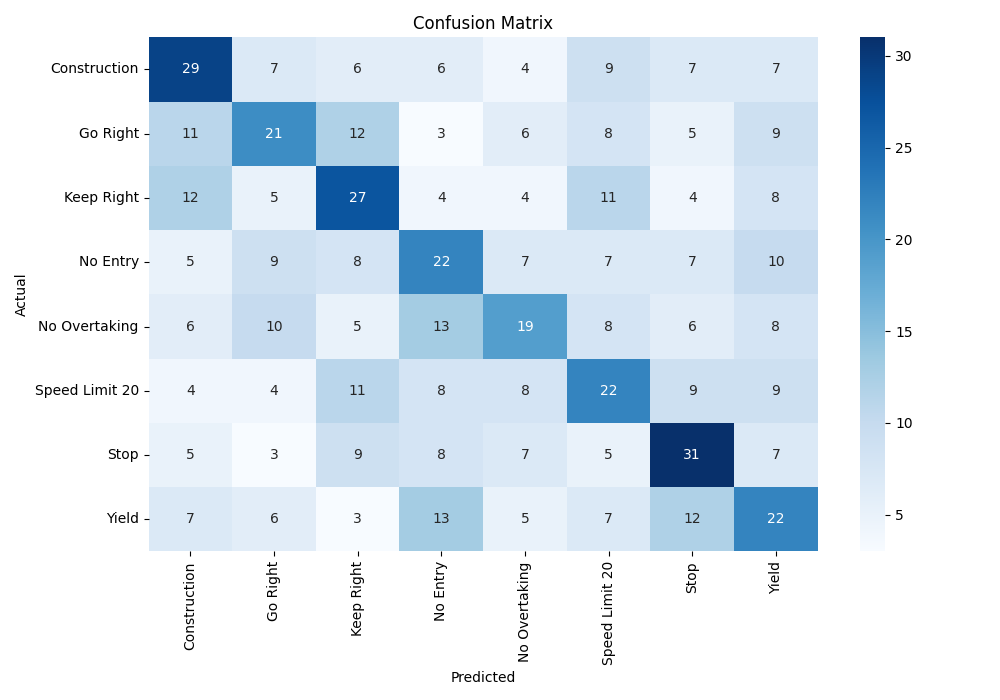 Confusion Matrix
Construction 29 7 6 6 4 9 7 7
Go Right 11 21 12 3 6 8 5 9
Keep Right 12 5 27 4 4 11 4 8
No Entry 5 9 8 22 7 7 7 10
No Overtaking 6 10 5 13 19 8 6 8
Speed Limit 20 4 4 11 8 8 22 9 9
Stop 5 3 9 8 7 5 31 7
Yield 7 6 3 13 5 7 12 22
Actual
Construction
Go Right
Keep Right
No Entry
No Overtaking
Speed Limit 20
Stop
Yield
Predicted
30
25
20
15
10
5